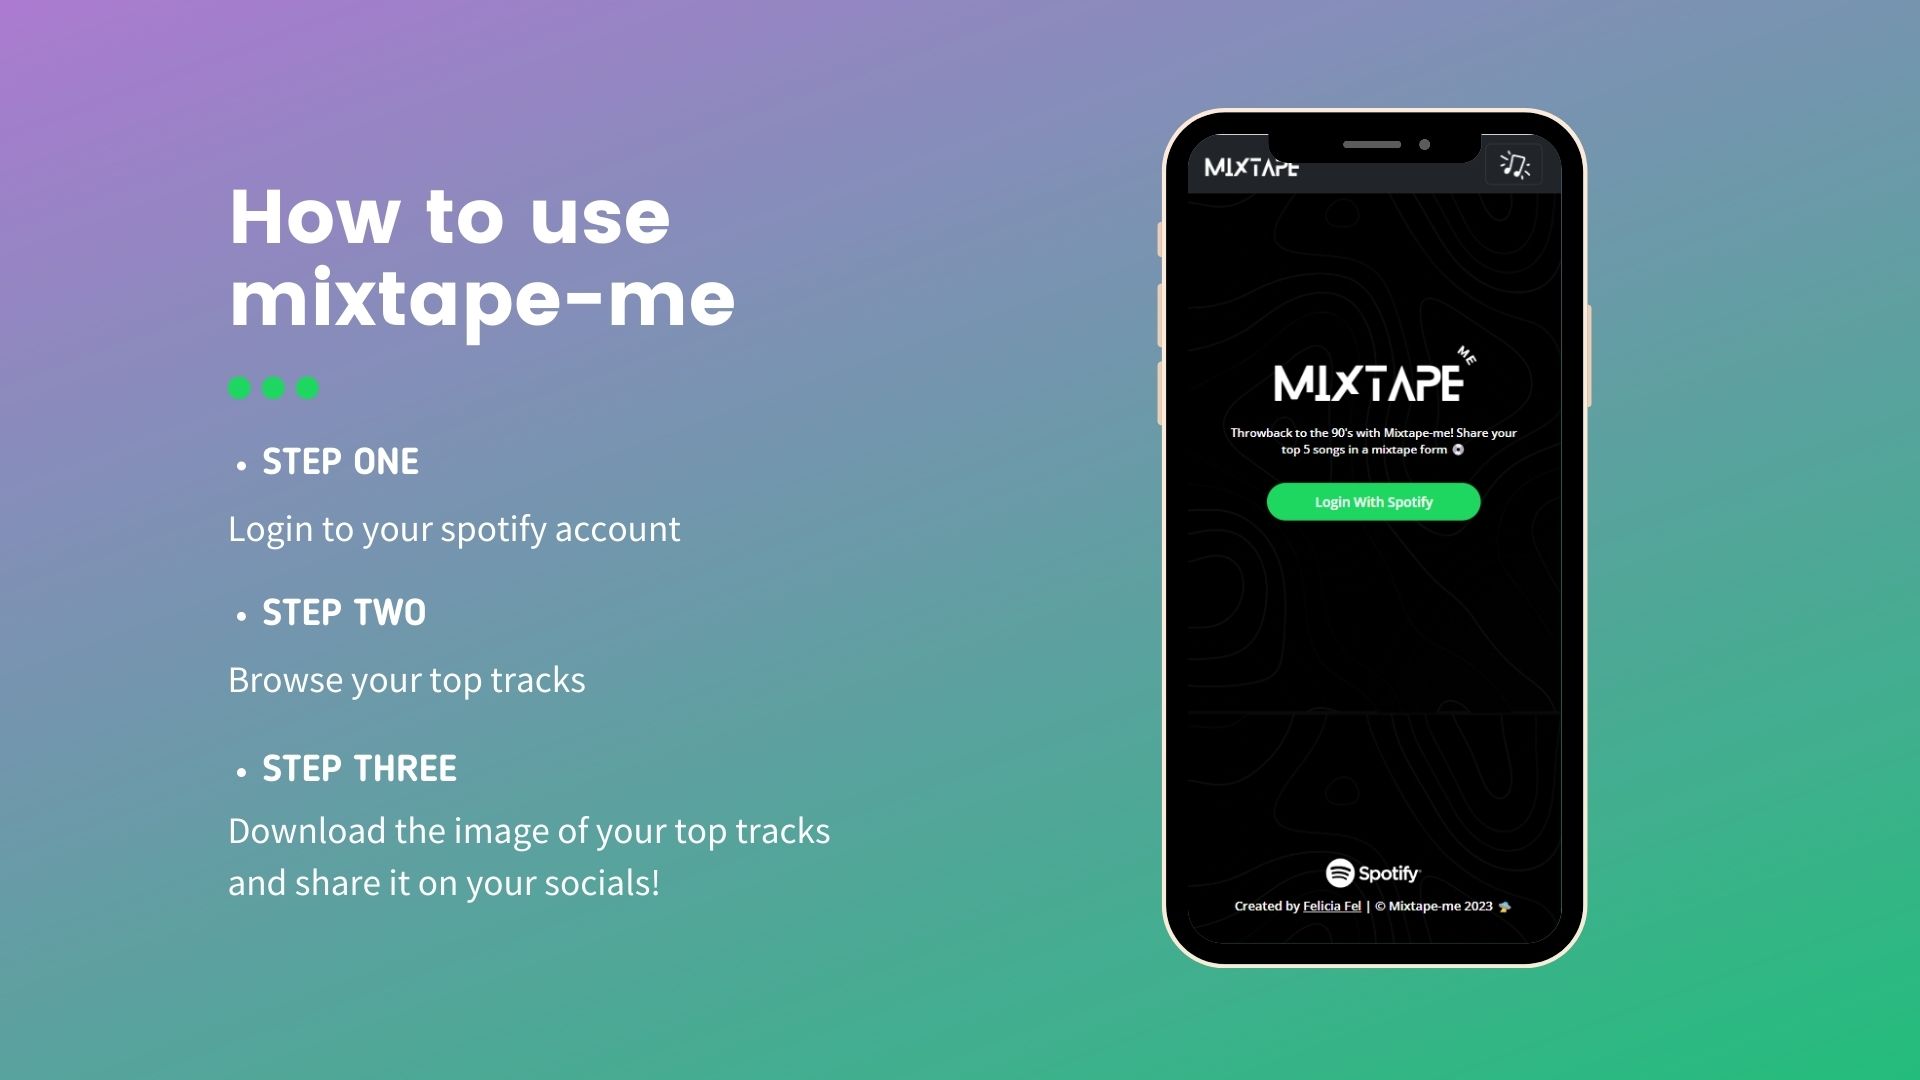 How to use
mixtape-me
• STEP ONE
Login to your spotify account
• STEP TWO
Browse your top tracks
• STEP THREE
Download the image of your top tracks
and share it on your socials!
MIXTAPE
MIXTAPE ME
Throwback to the 90's with Mixtape-me! Share your
top 5 songs in a mixtape form
Login With Spotify
Spotify
Created by Felicia Fel | © Mixtape-me 2023